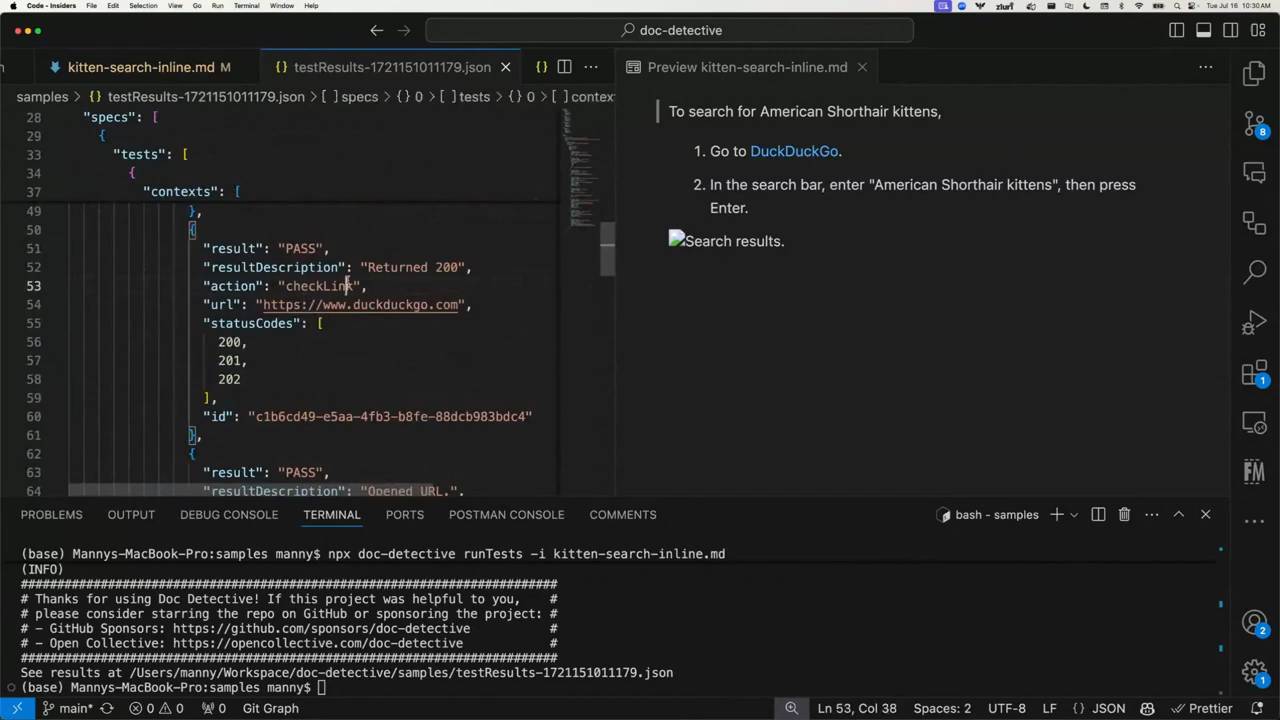 Code - Insiders File Edit Selection View Go Run Terminal Window Help
zlurl Tue Jul 16 10:30 AM
doc-detective
kitten-search-inline.md M
testResults-1721151011179.json
Preview kitten-search-inline.md
samples > {} testResults-1721151011179.json > [ ] specs > {} 0 > [ ] tests > {} 0 > [ ] contex
28 "specs": [
29 {
33 "tests": [
34 {
37 "contexts": [
49 },
50 {
51 "result": "PASS",
52 "resultDescription": "Returned 200",
53 "action": "checkLink",
54 "url": "https://www.duckduckgo.com",
55 "statusCodes": [
56 200,
57 201,
58 202
59 ],
60 "id": "c1b6cd49-e5aa-4fb3-b8fe-88dcb983bdc4"
61 },
62 {
63 "result": "PASS",
64 "resultDescription": "Opened URL.",
To search for American Shorthair kittens,
1. Go to DuckDuckGo.
2. In the search bar, enter "American Shorthair kittens", then press
Enter.
Search results.
8
1
FM
2
1
PROBLEMS OUTPUT DEBUG CONSOLE TERMINAL PORTS POSTMAN CONSOLE COMMENTS
bash - samples
(base) Mannys-MacBook-Pro:samples manny$ npx doc-detective runTests -i kitten-search-inline.md
(INFO)
##########################################################################
# Thanks for using Doc Detective! If this project was helpful to you, #
# please consider starring the repo on GitHub or sponsoring the project: #
# - GitHub Sponsors: https://github.com/sponsors/doc-detective #
# - Open Collective: https://opencollective.com/doc-detective #
##########################################################################
See results at /Users/manny/Workspace/doc-detective/samples/testResults-1721151011179.json
(base) Mannys-MacBook-Pro:samples manny$
main* 0 0 0 Git Graph
Ln 53, Col 38 Spaces: 2 UTF-8 LF {} JSON Prettier